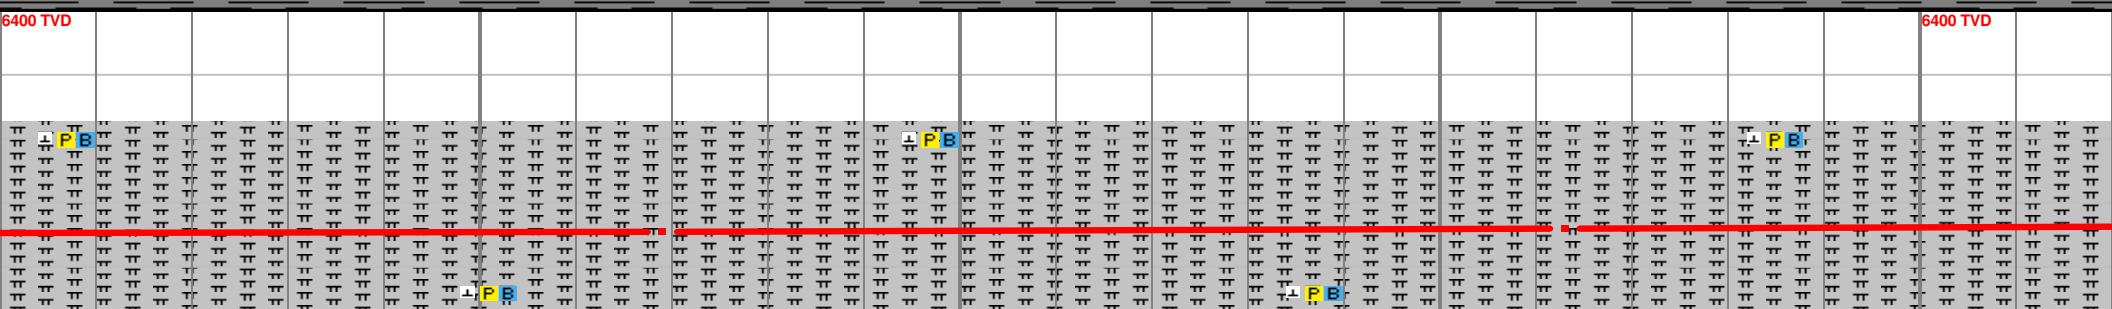 6400 TVD 6400 TVD
⊥ P B ⊥ P B ⊥ P B
⊥ P B ⊥ P B